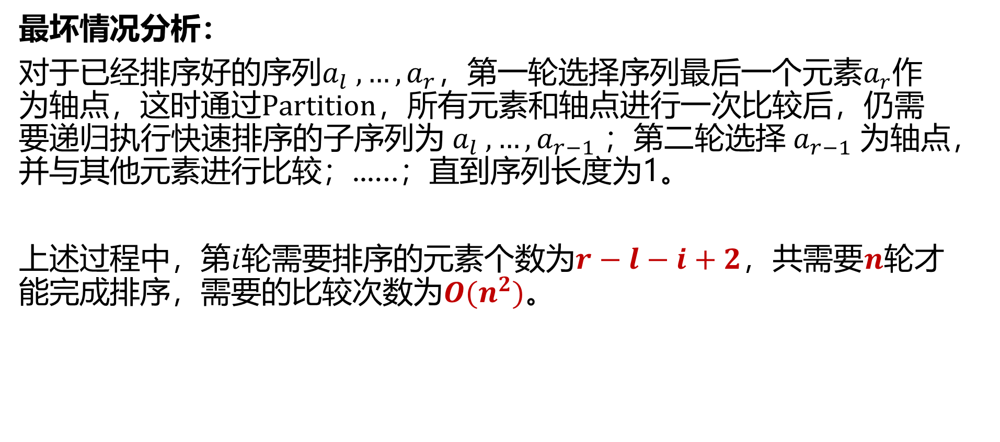 最坏情况分析：
对于已经排序好的序列$a_l, \ldots, a_r$，第一轮选择序列最后一个元素$a_r$作
为轴点，这时通过Partition，所有元素和轴点进行一次比较后，仍需
要递归执行快速排序的子序列为 $a_l, \ldots, a_{r-1}$；第二轮选择 $a_{r-1}$ 为轴点，
并与其他元素进行比较；……；直到序列长度为1。
上述过程中，第$i$轮需要排序的元素个数为$r-l-i+2$，共需要$n$轮才
能完成排序，需要的比较次数为$O(n^2)$。